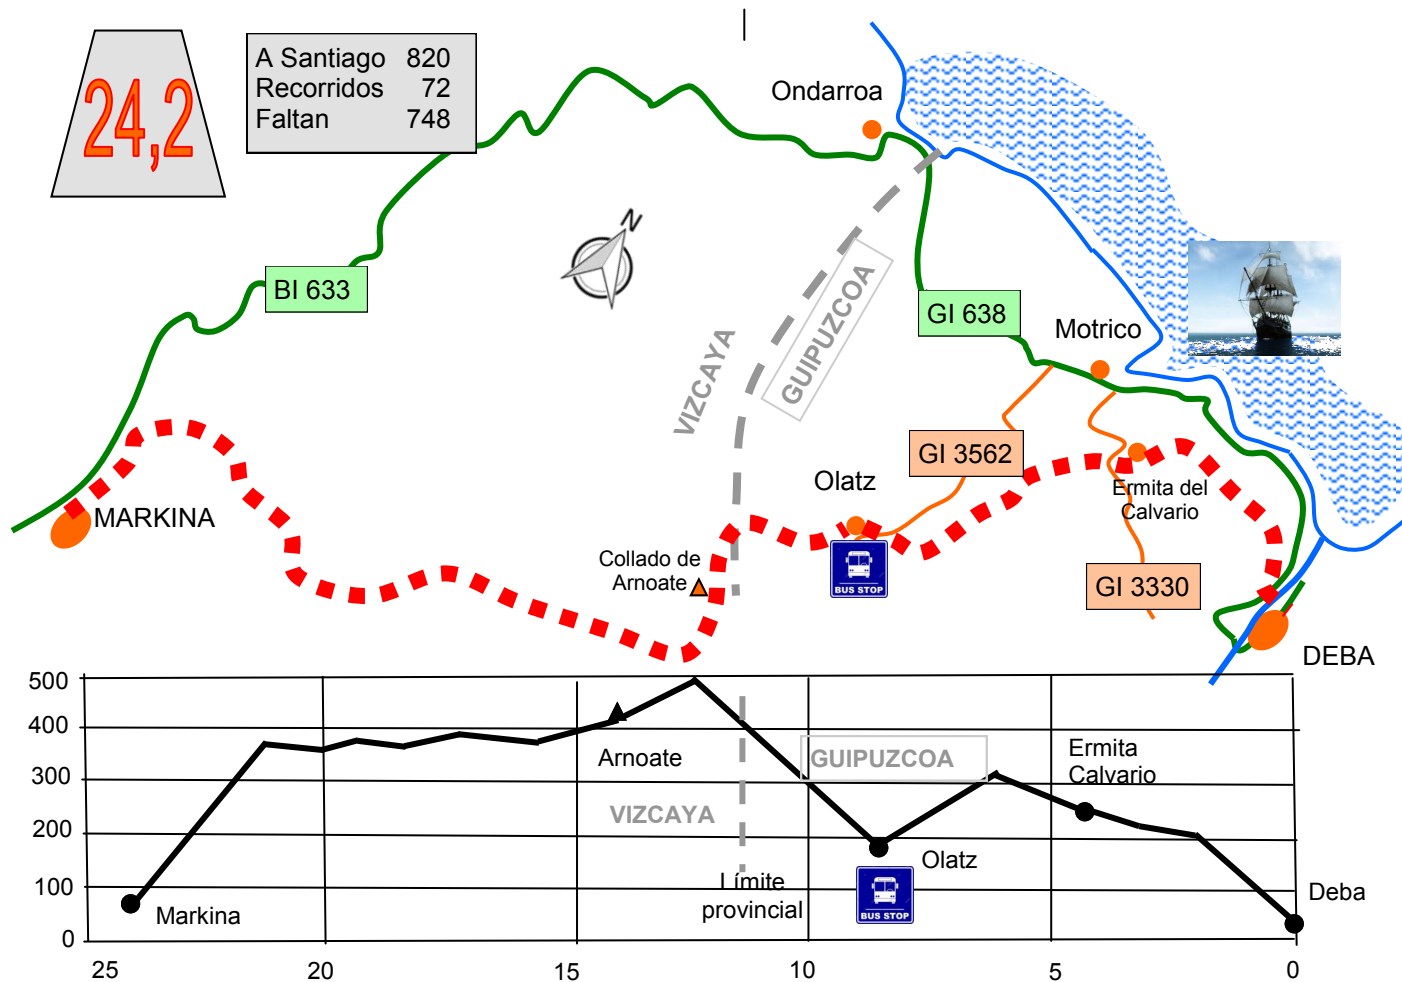 24,2
A Santiago 820
Recorridos 72
Faltan 748
Ondarroa
N
BI 633
GI 638
Motrico
VIZCAYA
GUIPUZCOA
GI 3562
Olatz
Ermita del
Calvario
MARKINA
Collado de
Arnoate
BUS STOP
GI 3330
DEBA
500
400
300
200
100
0
Arnoate
GUIPUZCOA
Ermita
Calvario
VIZCAYA
Olatz
Límite
provincial
BUS STOP
Markina
Deba
25 20 15 10 5 0